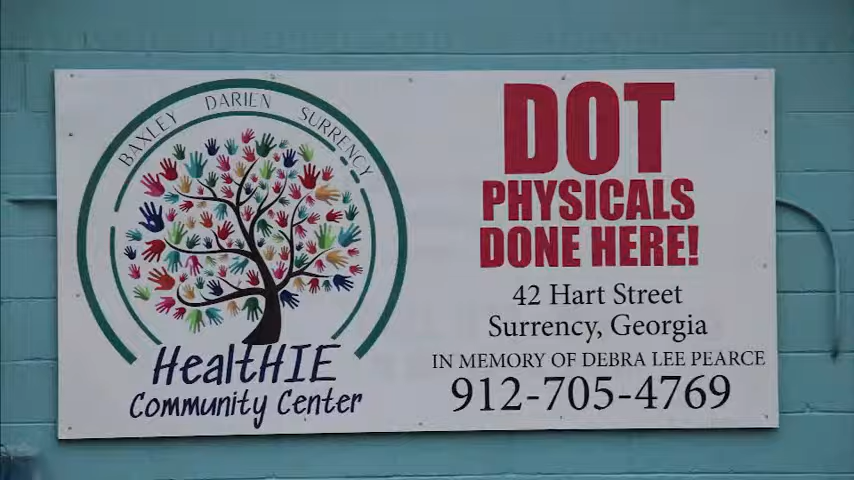 BAXLEY DARIEN SURRENCY
HealtHIE
Community Center
DOT
PHYSICALS
DONE HERE!
42 Hart Street
Surrency, Georgia
IN MEMORY OF DEBRA LEE PEARCE
912-705-4769